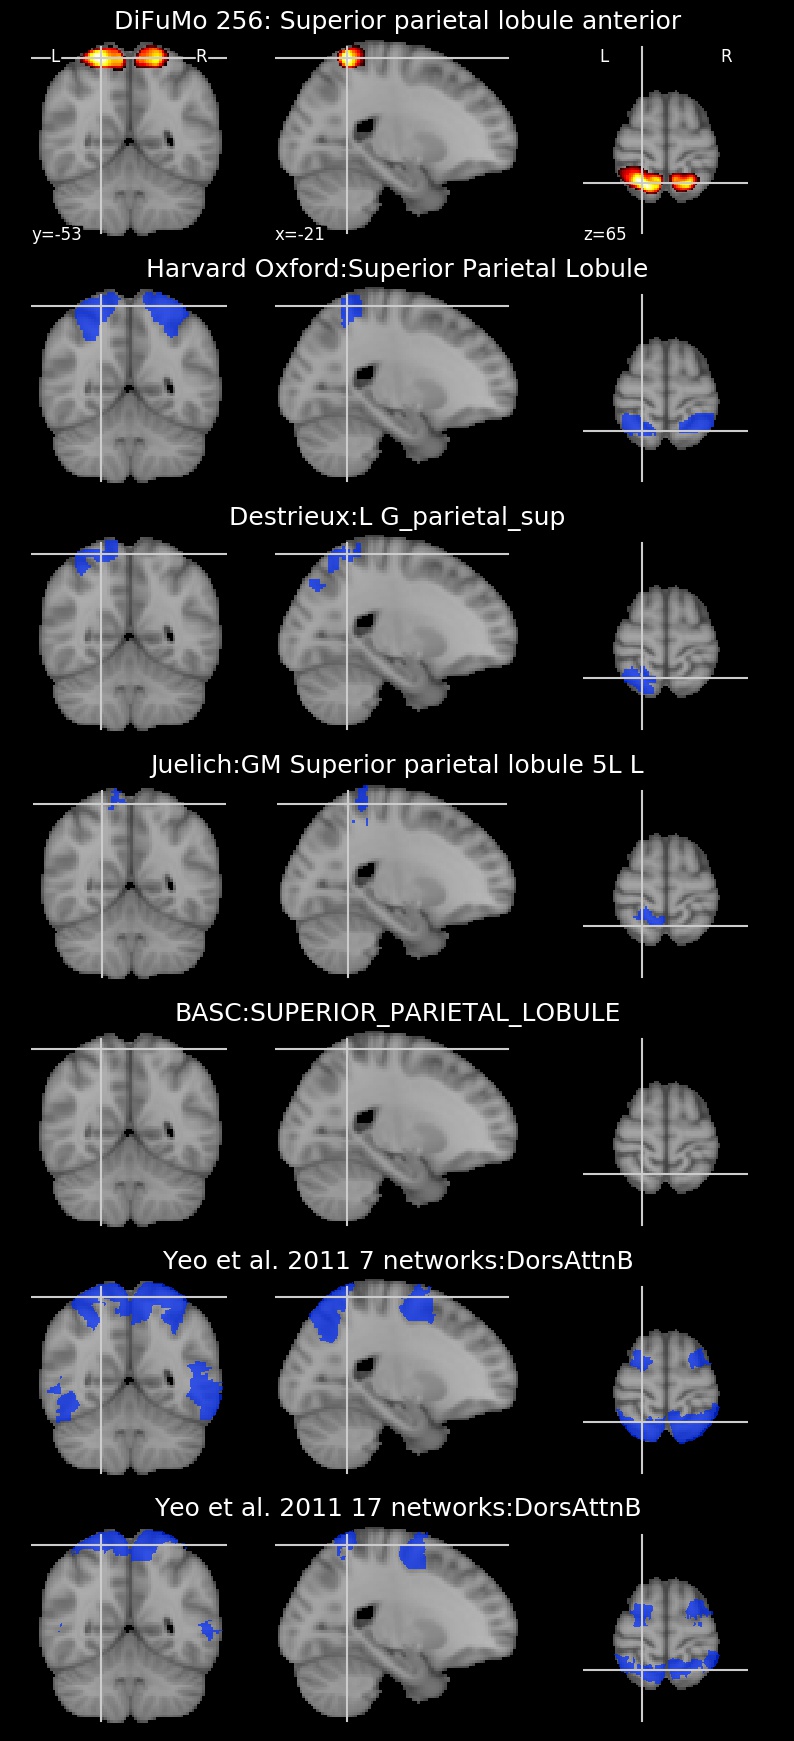 DiFuMo 256: Superior parietal lobule anterior
L R L R
y=-53 x=-21 z=65
Harvard Oxford:Superior Parietal Lobule
Destrieux:L G_parietal_sup
Juelich:GM Superior parietal lobule 5L L
BASC:SUPERIOR_PARIETAL_LOBULE
Yeo et al. 2011 7 networks:DorsAttnB
Yeo et al. 2011 17 networks:DorsAttnB